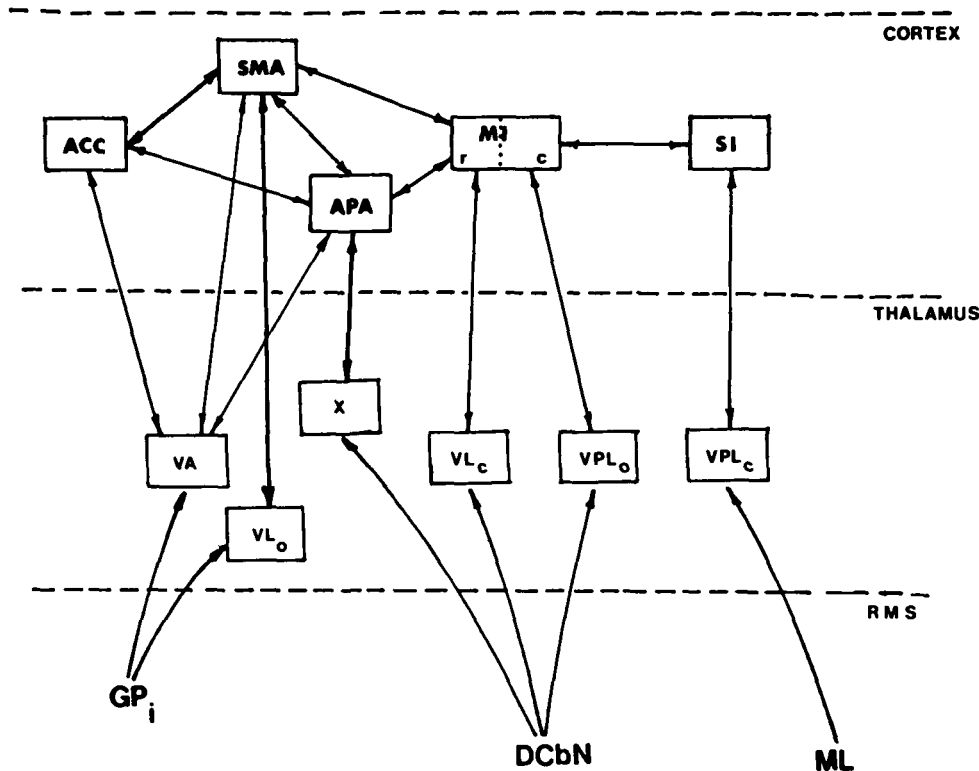 CORTEX
SMA
ACC
MI
r
c
SI
APA
THALAMUS
X
VA
VLc
VPLo
VPLc
VLo
RMS
GPi
DCbN
ML